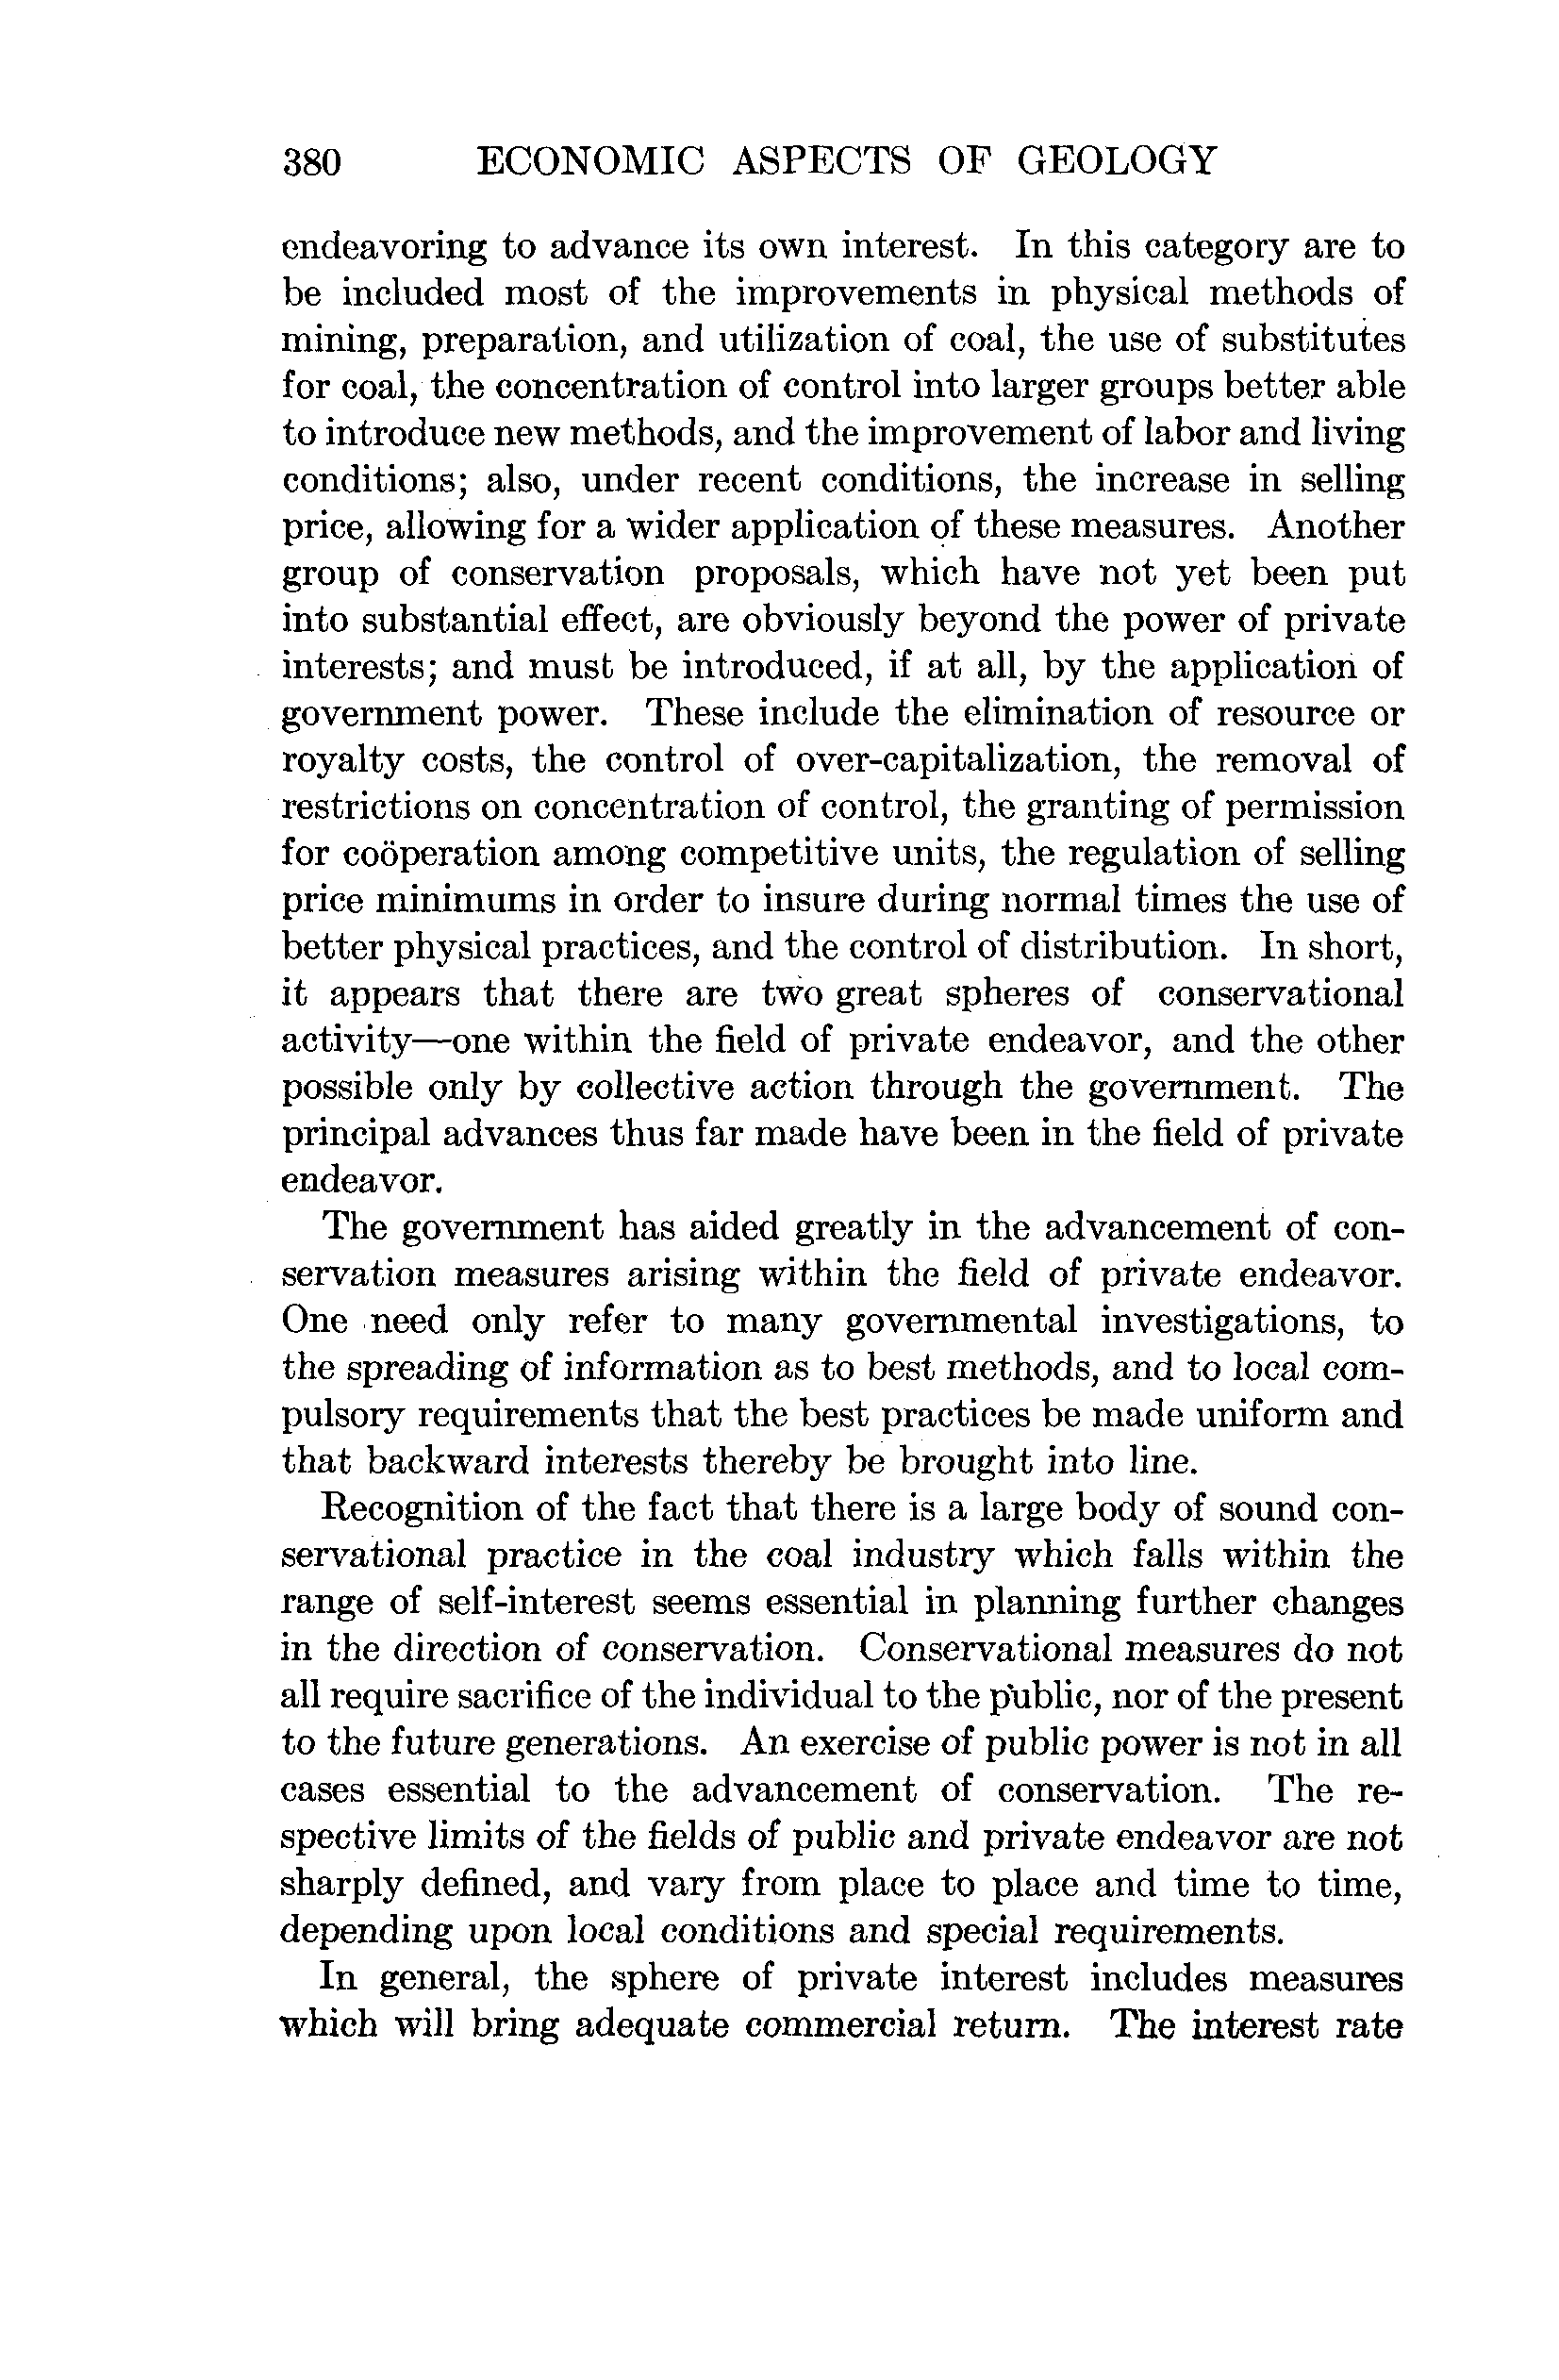 380 ECONOMIC ASPECTS OF GEOLOGY
endeavoring to advance its own interest. In this category are to
be included most of the improvements in physical methods of
mining, preparation, and utilization of coal, the use of substitutes
for coal, the concentration of control into larger groups better able
to introduce new methods, and the improvement of labor and living
conditions; also, under recent conditions, the increase in selling
price, allowing for a wider application of these measures. Another
group of conservation proposals, which have not yet been put
into substantial effect, are obviously beyond the power of private
interests; and must be introduced, if at all, by the application of
government power. These include the elimination of resource or
royalty costs, the control of over-capitalization, the removal of
restrictions on concentration of control, the granting of permission
for coöperation among competitive units, the regulation of selling
price minimums in order to insure during normal times the use of
better physical practices, and the control of distribution. In short,
it appears that there are two great spheres of conservational
activity—one within the field of private endeavor, and the other
possible only by collective action through the government. The
principal advances thus far made have been in the field of private
endeavor.
The government has aided greatly in the advancement of con-
servation measures arising within the field of private endeavor.
One need only refer to many governmental investigations, to
the spreading of information as to best methods, and to local com-
pulsory requirements that the best practices be made uniform and
that backward interests thereby be brought into line.
Recognition of the fact that there is a large body of sound con-
servational practice in the coal industry which falls within the
range of self-interest seems essential in planning further changes
in the direction of conservation. Conservational measures do not
all require sacrifice of the individual to the public, nor of the present
to the future generations. An exercise of public power is not in all
cases essential to the advancement of conservation. The re-
spective limits of the fields of public and private endeavor are not
sharply defined, and vary from place to place and time to time,
depending upon local conditions and special requirements.
In general, the sphere of private interest includes measures
which will bring adequate commercial return. The interest rate